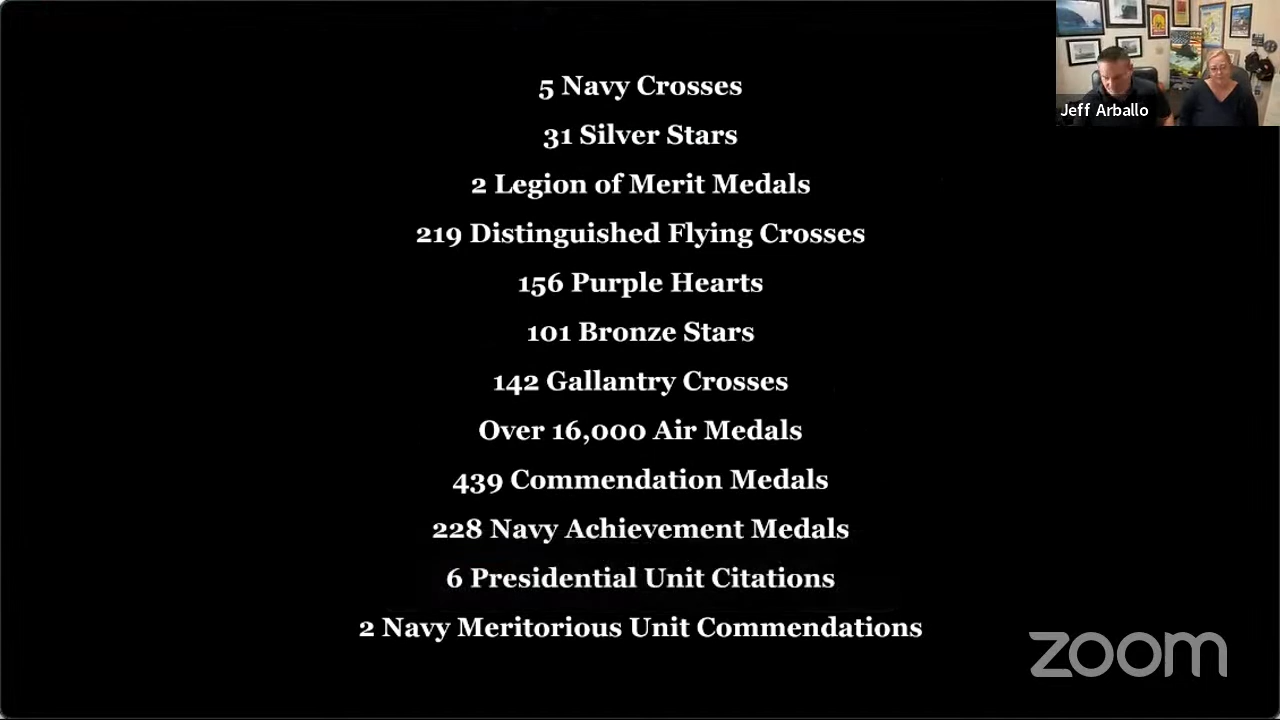 5 Navy Crosses
31 Silver Stars
2 Legion of Merit Medals
219 Distinguished Flying Crosses
156 Purple Hearts
101 Bronze Stars
142 Gallantry Crosses
Over 16,000 Air Medals
439 Commendation Medals
228 Navy Achievement Medals
6 Presidential Unit Citations
2 Navy Meritorious Unit Commendations
Jeff Arballo
zoom